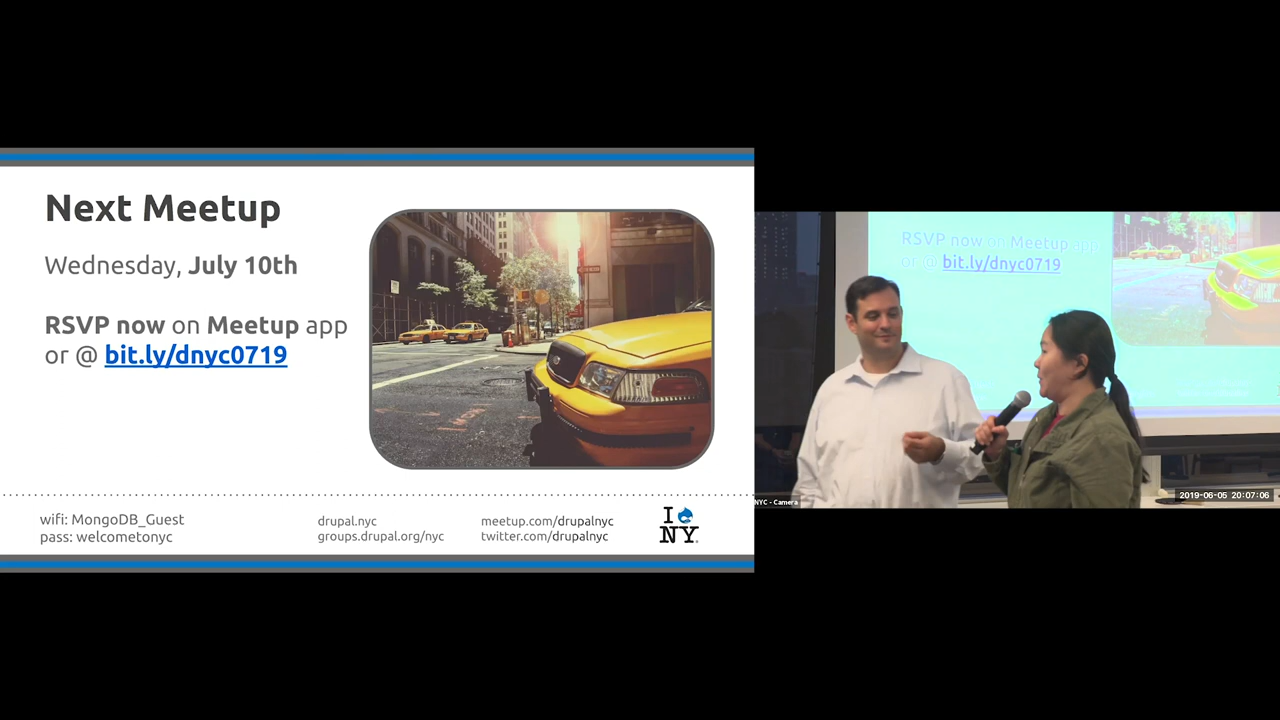 Next Meetup
Wednesday, July 10th
RSVP now on Meetup app
or @ bit.ly/dnyc0719
wifi: MongoDB_Guest
pass: welcometonyc
drupal.nyc
groups.drupal.org/nyc
meetup.com/drupalnyc
twitter.com/drupalnyc
I
NY
RSVP now on Meetup app
or @ bit.ly/dnyc0719
NYC - Camera
2019-06-05 20:07:06